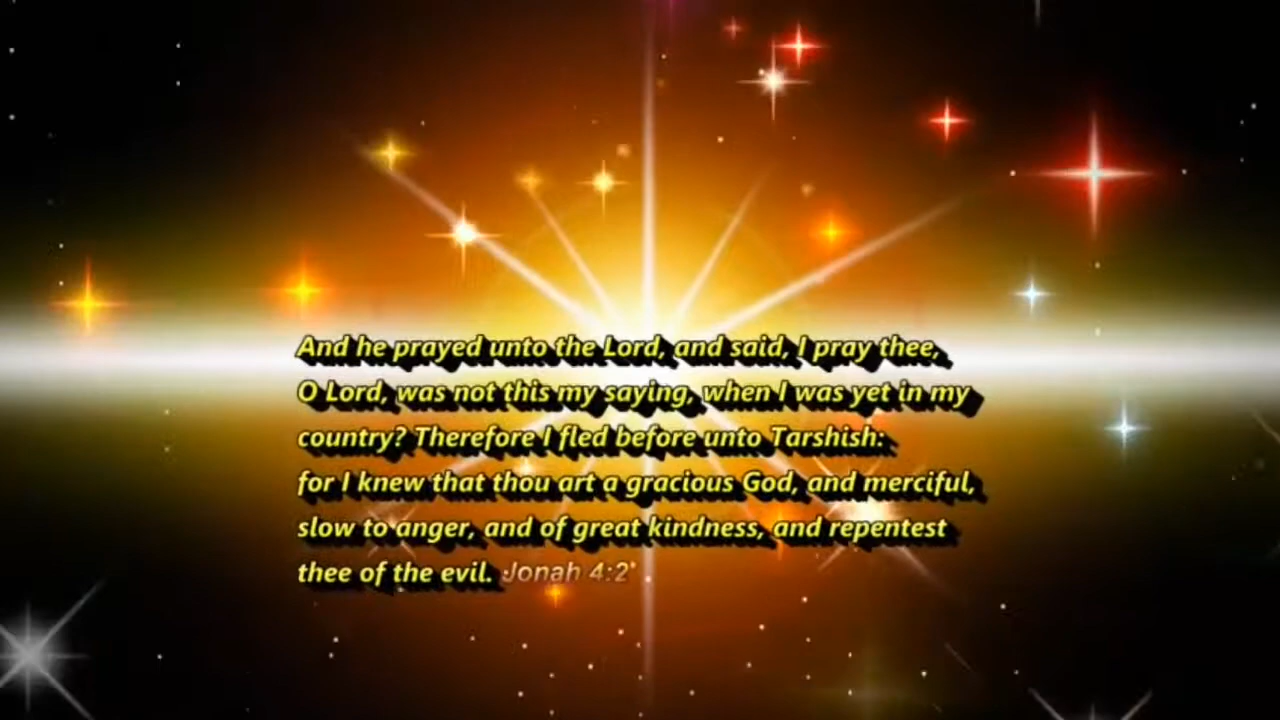 And he prayed unto the Lord, and said, I pray thee,
O Lord, was not this my saying, when I was yet in my
country? Therefore I fled before unto Tarshish:
for I knew that thou art a gracious God, and merciful,
slow to anger, and of great kindness, and repentest
thee of the evil. Jonah 4:2